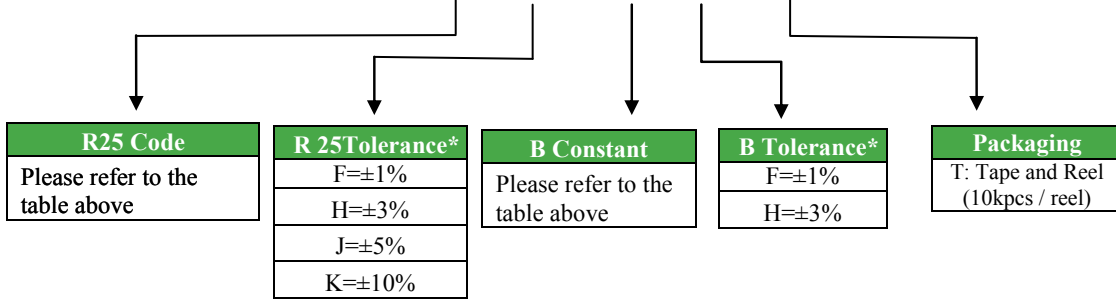 R25 Code
Please refer to the
table above
R 25Tolerance*
F=±1%
H=±3%
J=±5%
K=±10%
B Constant
Please refer to the
table above
B Tolerance*
F=±1%
H=±3%
Packaging
T: Tape and Reel
(10kpcs / reel)